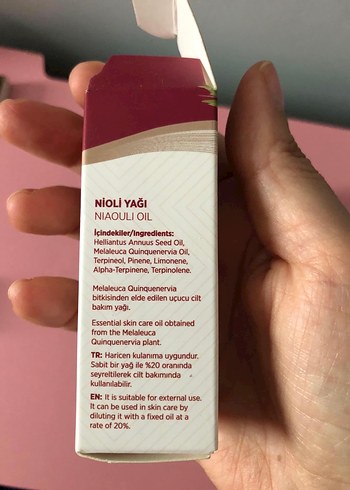 NİOLİ YAĞI
NIAOULI OIL
İçindekiler/Ingredients:
Helliantus Annuus Seed Oil,
Melaleuca Quinquenervia Oil,
Terpineol, Pinene, Limonene,
Alpha-Terpinene, Terpinolene.
Melaleuca Quinquenervia
bitkisinden elde edilen uçucu cilt
bakım yağı.
Essential skin care oil obtained
from the Melaleuca
Quinquenervia plant.
TR: Haricen kulanıma uygundur.
Sabit bir yağ ile %20 oranında
seyreltilerek cilt bakımında
kullanılabilir.
EN: It is suitable for external use.
It can be used in skin care by
diluting it with a fixed oil at a
rate of 20%.